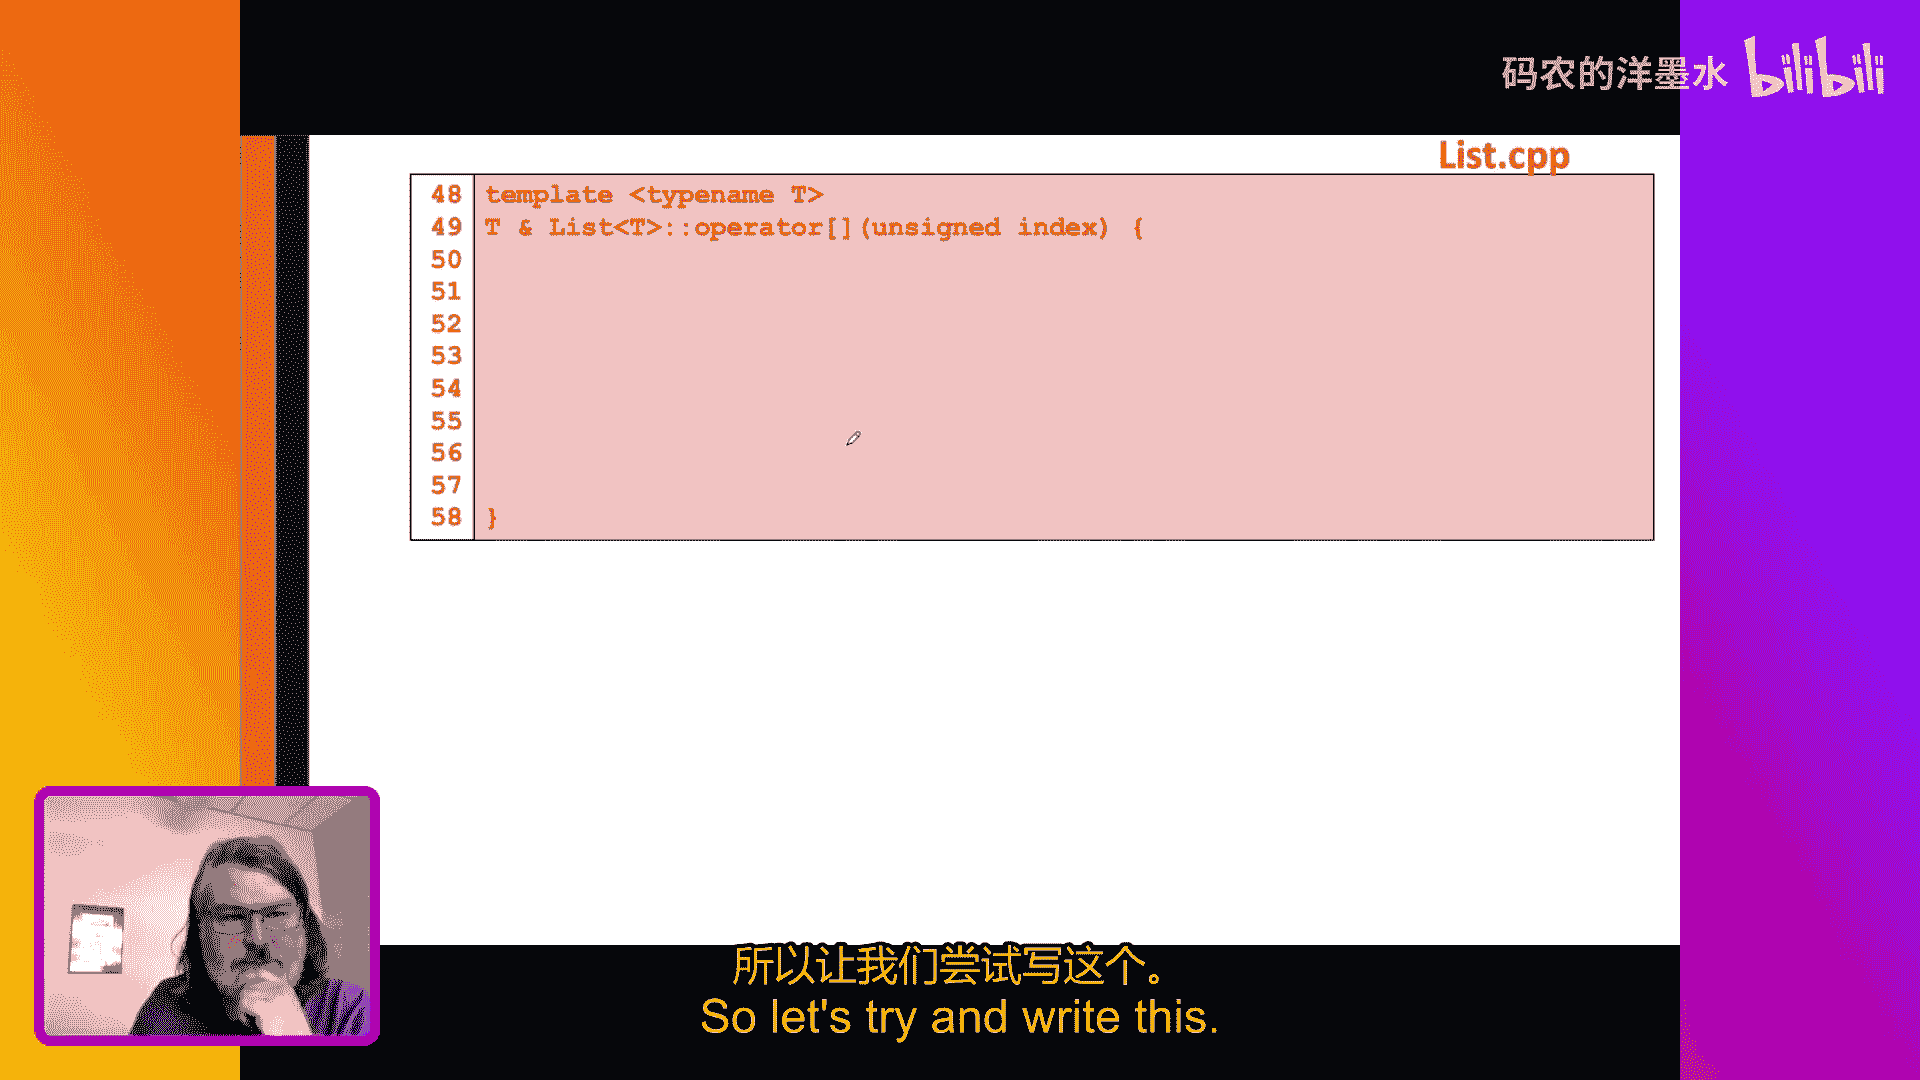 码农的洋墨水 bilibili
List.cpp
48 template <typename T>
49 T & List<T>::operator[](unsigned index) {
50
51
52
53
54
55
56
57
58 }
所以让我们尝试写这个。
So let's try and write this.